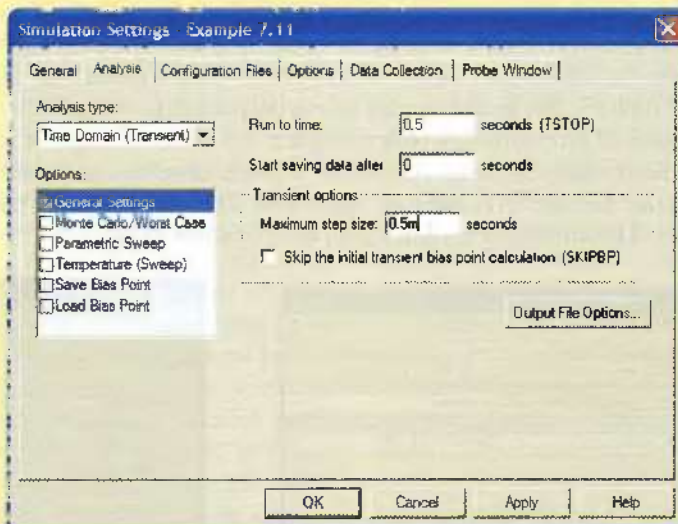 Simulation Settings - Example 7.11
General Analysis Configuration Files Options Data Collection Probe Window
Analysis type:
Time Domain (Transient)
Options:
General Settings
Monte Carlo/Worst Case
Parametric Sweep
Temperature (Sweep)
Save Bias Point
Load Bias Point
Run to time: 0.5 seconds (TSTOP)
Start saving data after 0 seconds
Transient options
Maximum step size: 0.5m seconds
Skip the initial transient bias point calculation (SKIPBP)
Output File Options...
OK Cancel Apply Help